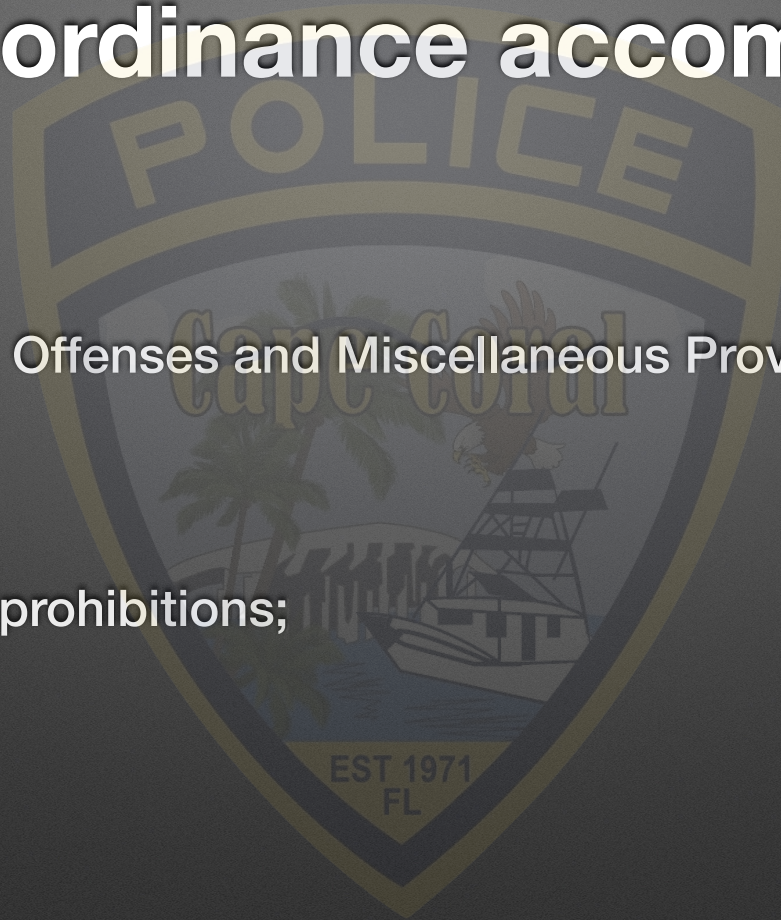 ordinance accom
POLICE
Cape Coral
Offenses and Miscellaneous Prov
prohibitions;
EST 1971
FL